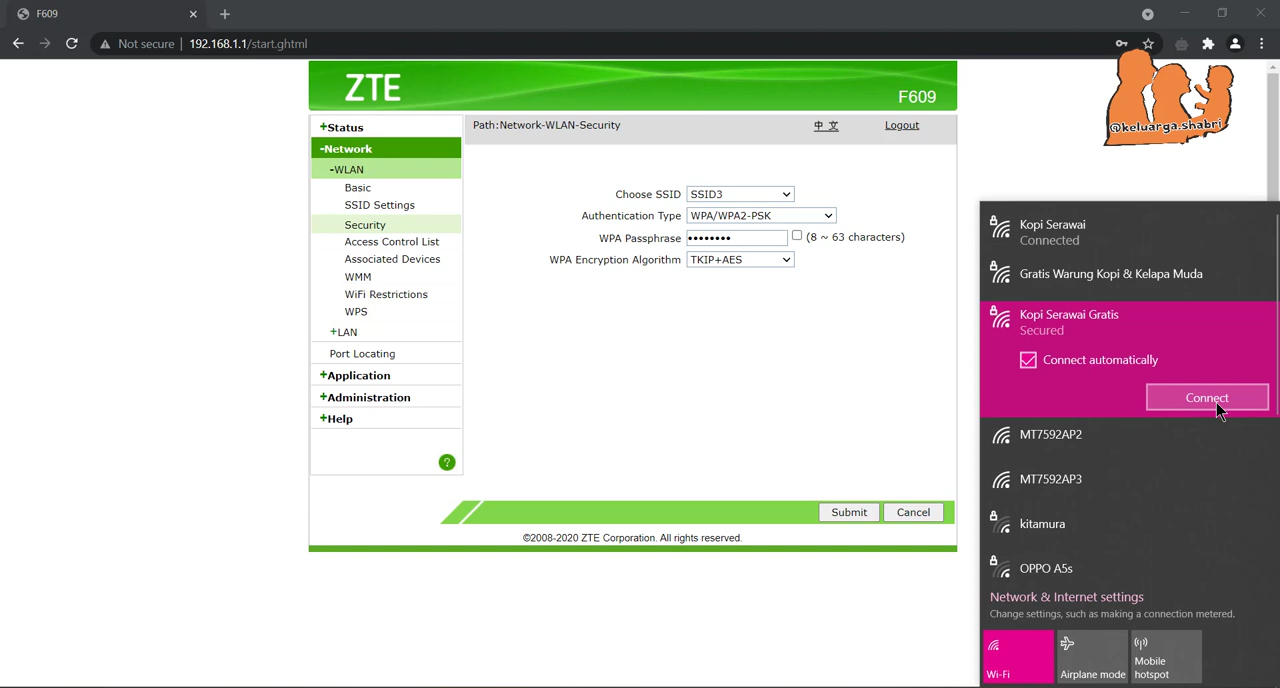 F609
Not secure | 192.168.1.1/start.ghtml
@keluarga.shabri
ZTE
F609
+Status
-Network
-WLAN
Basic
SSID Settings
Security
Access Control List
Associated Devices
WMM
WiFi Restrictions
WPS
+LAN
Port Locating
+Application
+Administration
+Help
?
Path:Network-WLAN-Security
中文
Logout
Choose SSID SSID3
Authentication Type WPA/WPA2-PSK
WPA Passphrase •••••••• (8 ~ 63 characters)
WPA Encryption Algorithm TKIP+AES
Submit
Cancel
©2008-2020 ZTE Corporation. All rights reserved.
Kopi Serawai
Connected
Gratis Warung Kopi & Kelapa Muda
Kopi Serawai Gratis
Secured
Connect automatically
Connect
MT7592AP2
MT7592AP3
kitamura
OPPO A5s
Network & Internet settings
Change settings, such as making a connection metered.
Wi-Fi
Airplane mode
Mobile
hotspot